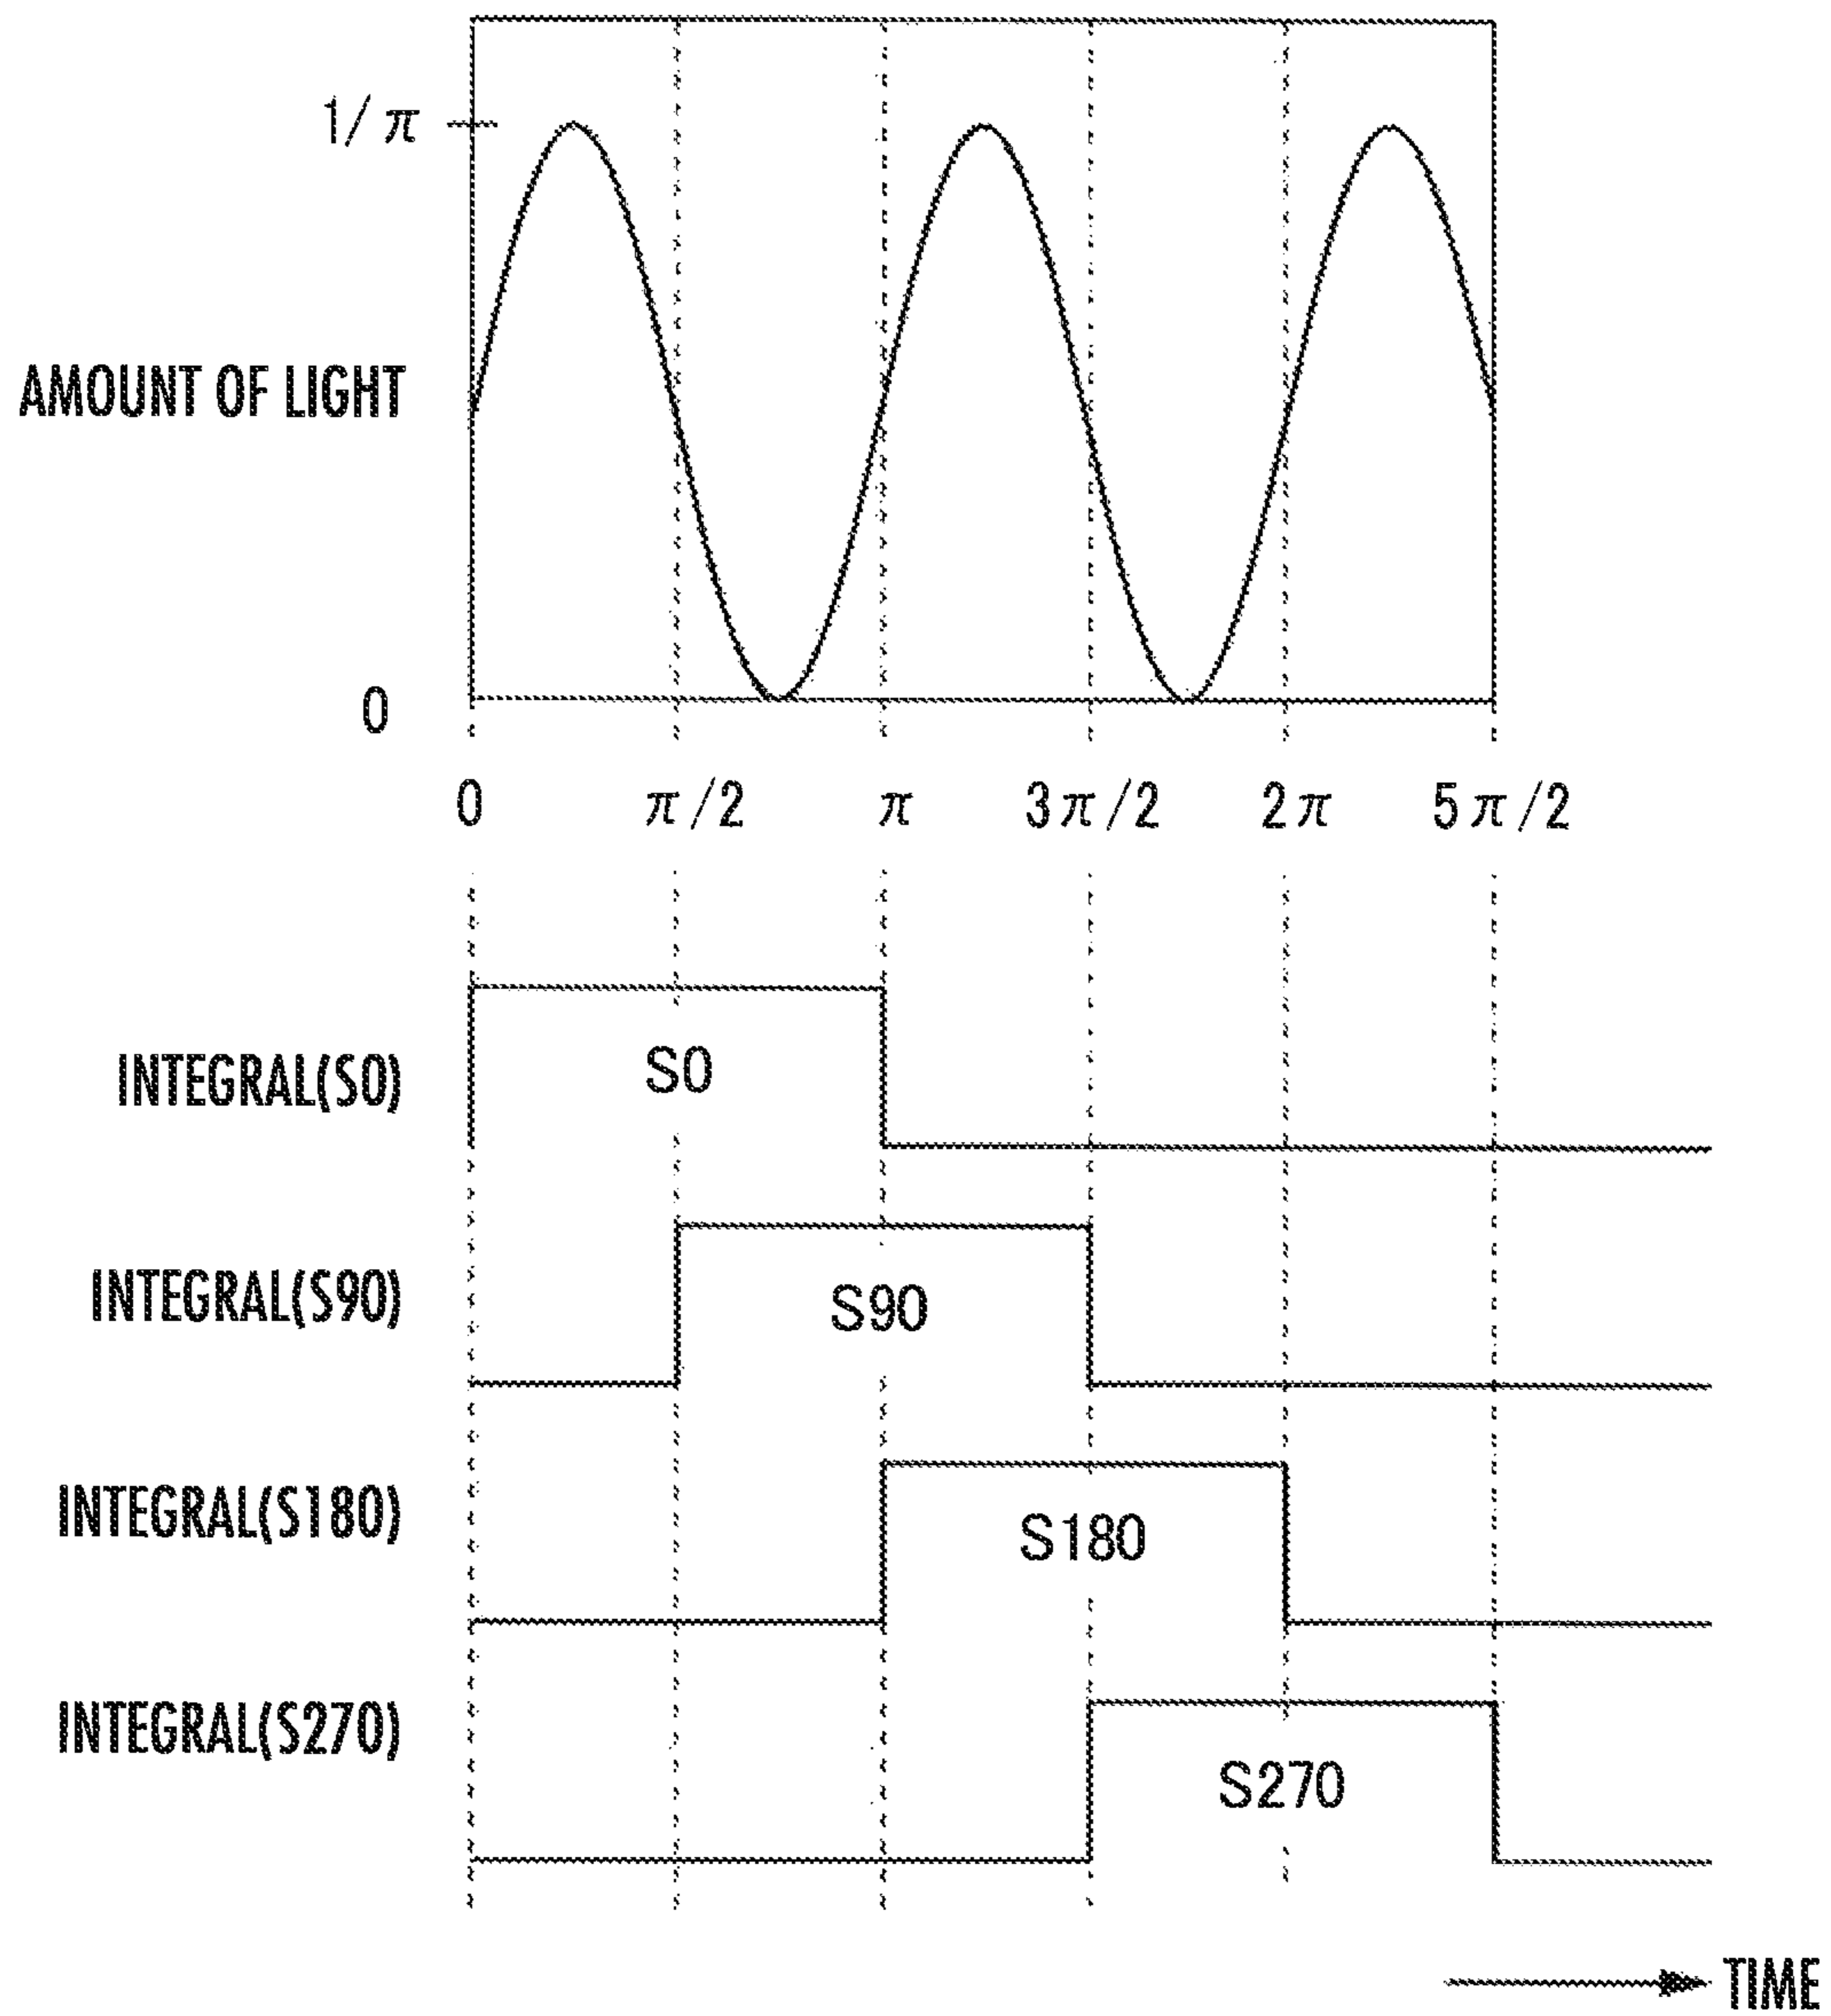 1/π
AMOUNT OF LIGHT
0
0 π/2 π 3π/2 2π 5π/2
INTEGRAL(S0)
S0
INTEGRAL(S90)
S90
INTEGRAL(S180)
S180
INTEGRAL(S270)
S270
TIME